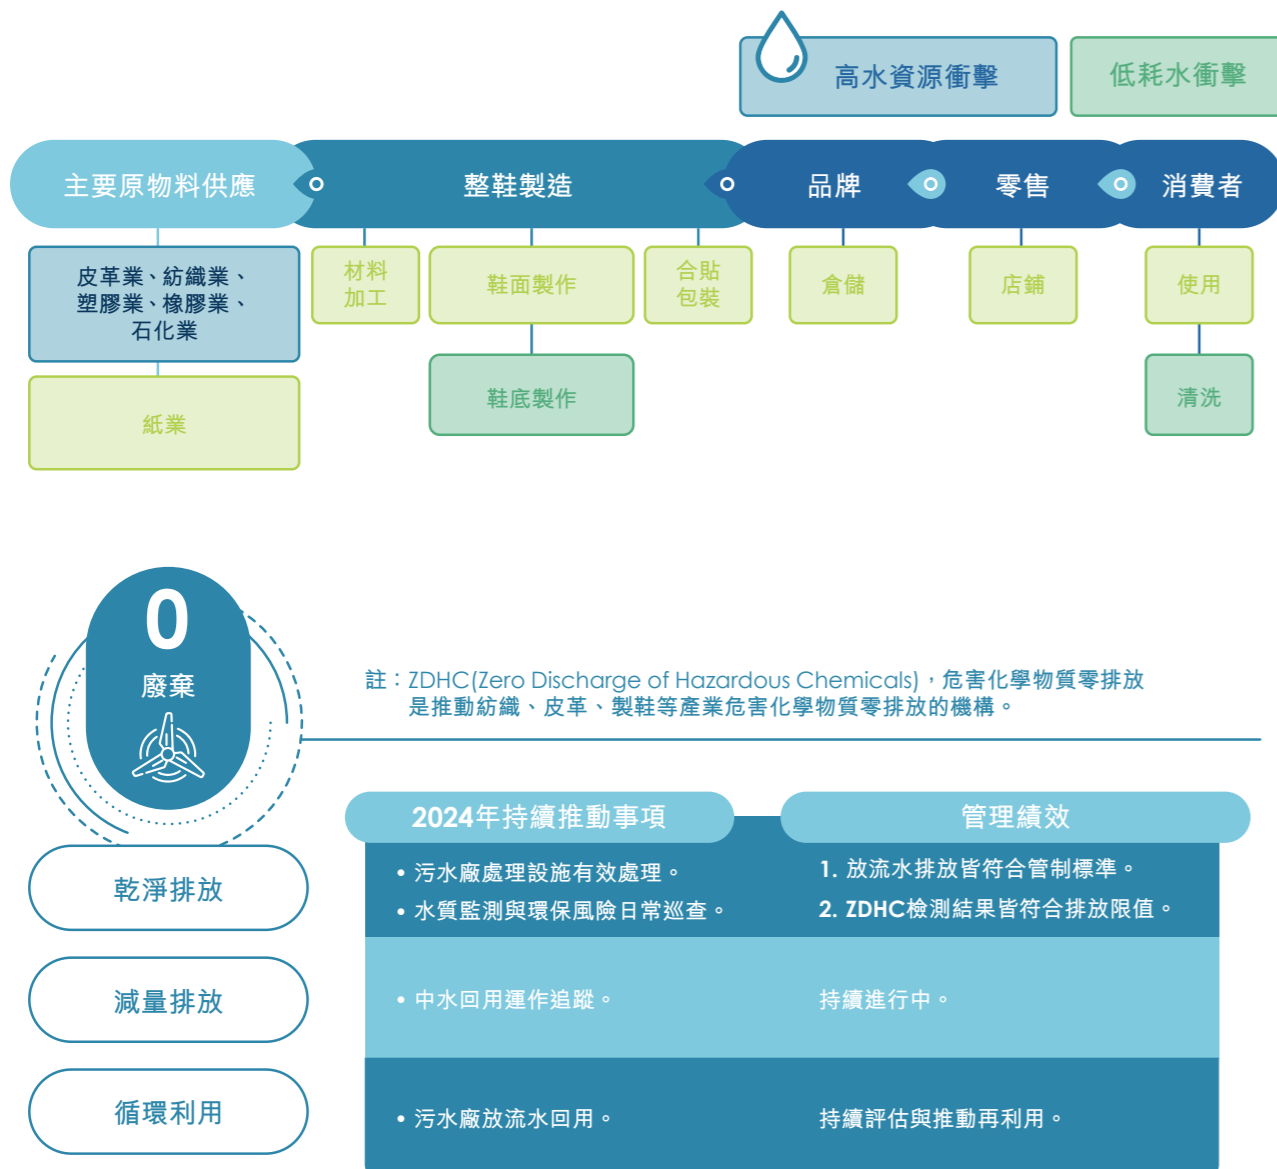 高水資源衝擊
低耗水衝擊
主要原物料供應
整鞋製造
品牌
零售
消費者
皮革業、紡織業、
塑膠業、橡膠業、
石化業
紙業
材料
加工
鞋面製作
鞋底製作
合貼
包裝
倉儲
店鋪
使用
清洗
0
廢棄
註：ZDHC(Zero Discharge of Hazardous Chemicals)，危害化學物質零排放
是推動紡織、皮革、製鞋等產業危害化學物質零排放的機構。
2024年持續推動事項
管理績效
乾淨排放
• 污水廠處理設施有效處理。
• 水質監測與環保風險日常巡查。
1. 放流水排放皆符合管制標準。
2. ZDHC檢測結果皆符合排放限值。
減量排放
• 中水回用運作追蹤。
持續進行中。
循環利用
• 污水廠放流水回用。
持續評估與推動再利用。